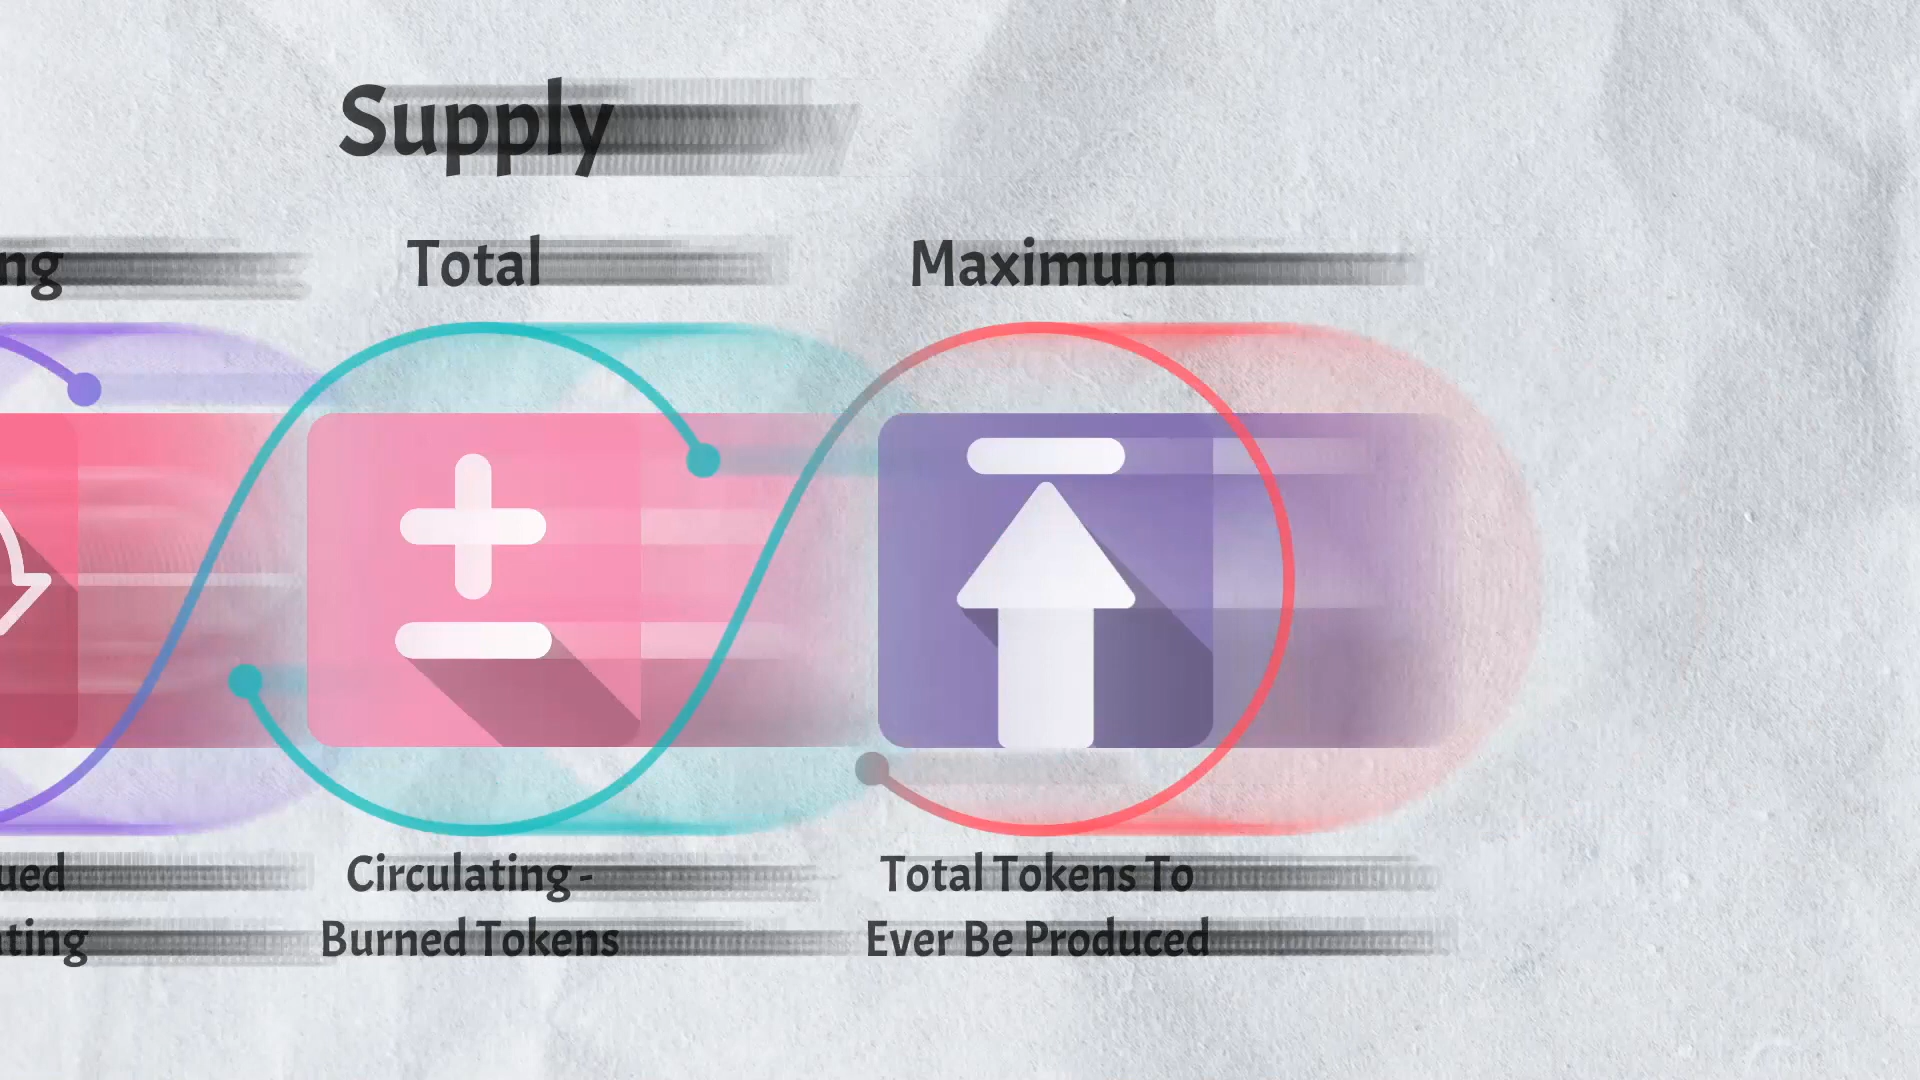 Supply
Total
Maximum
Circulating -
Burned Tokens
Total Tokens To
Ever Be Produced